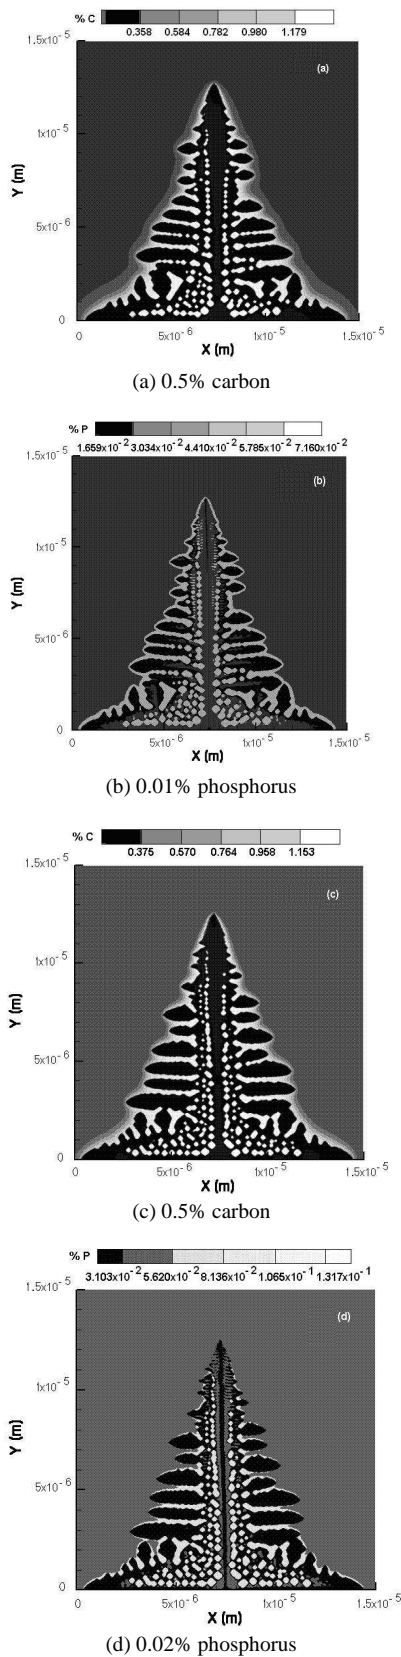 % C
0.358 0.584 0.782 0.980 1.179
1.5x10⁻⁵
(a)
1x10⁻⁵
Y (m)
5x10⁻⁶
0
0 5x10⁻⁶ 1x10⁻⁵ 1.5x10⁻⁵
X (m)
(a) 0.5% carbon
% P
1.659x10⁻² 3.034x10⁻² 4.410x10⁻² 5.785x10⁻² 7.160x10⁻²
1.5x10⁻⁵
(b)
1x10⁻⁵
Y (m)
5x10⁻⁶
0
0 5x10⁻⁶ 1x10⁻⁵ 1.5x10⁻⁵
X (m)
(b) 0.01% phosphorus
% C
0.375 0.570 0.764 0.958 1.153
1.5x10⁻⁵
(c)
1x10⁻⁵
Y (m)
5x10⁻⁶
0
0 5x10⁻⁶ 1x10⁻⁵ 1.5x10⁻⁵
X (m)
(c) 0.5% carbon
% P
3.103x10⁻² 5.620x10⁻² 8.136x10⁻² 1.065x10⁻¹ 1.317x10⁻¹
1.5x10⁻⁵
(d)
1x10⁻⁵
Y (m)
5x10⁻⁶
0
0 5x10⁻⁶ 1x10⁻⁵ 1.5x10⁻⁵
X (m)
(d) 0.02% phosphorus